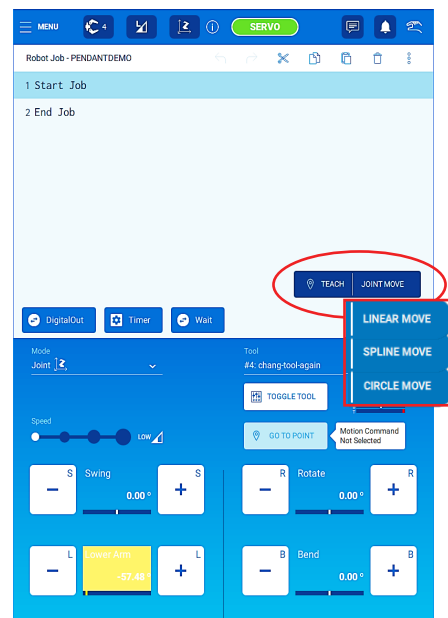 MENU
4
SERVO
Robot Job - PENDANTDEMO
1 Start Job
2 End Job
TEACH
JOINT MOVE
LINEAR MOVE
SPLINE MOVE
CIRCLE MOVE
DigitalOut
Timer
Wait
Mode
Joint
Tool
#4: chang-tool-again
TOGGLE TOOL
Speed
LOW
GO TO POINT
Motion Command
Not Selected
S
Swing
S
0.00 °
R
Rotate
R
0.00 °
L
Lower Arm
L
-57.48 °
B
Bend
B
0.00 °